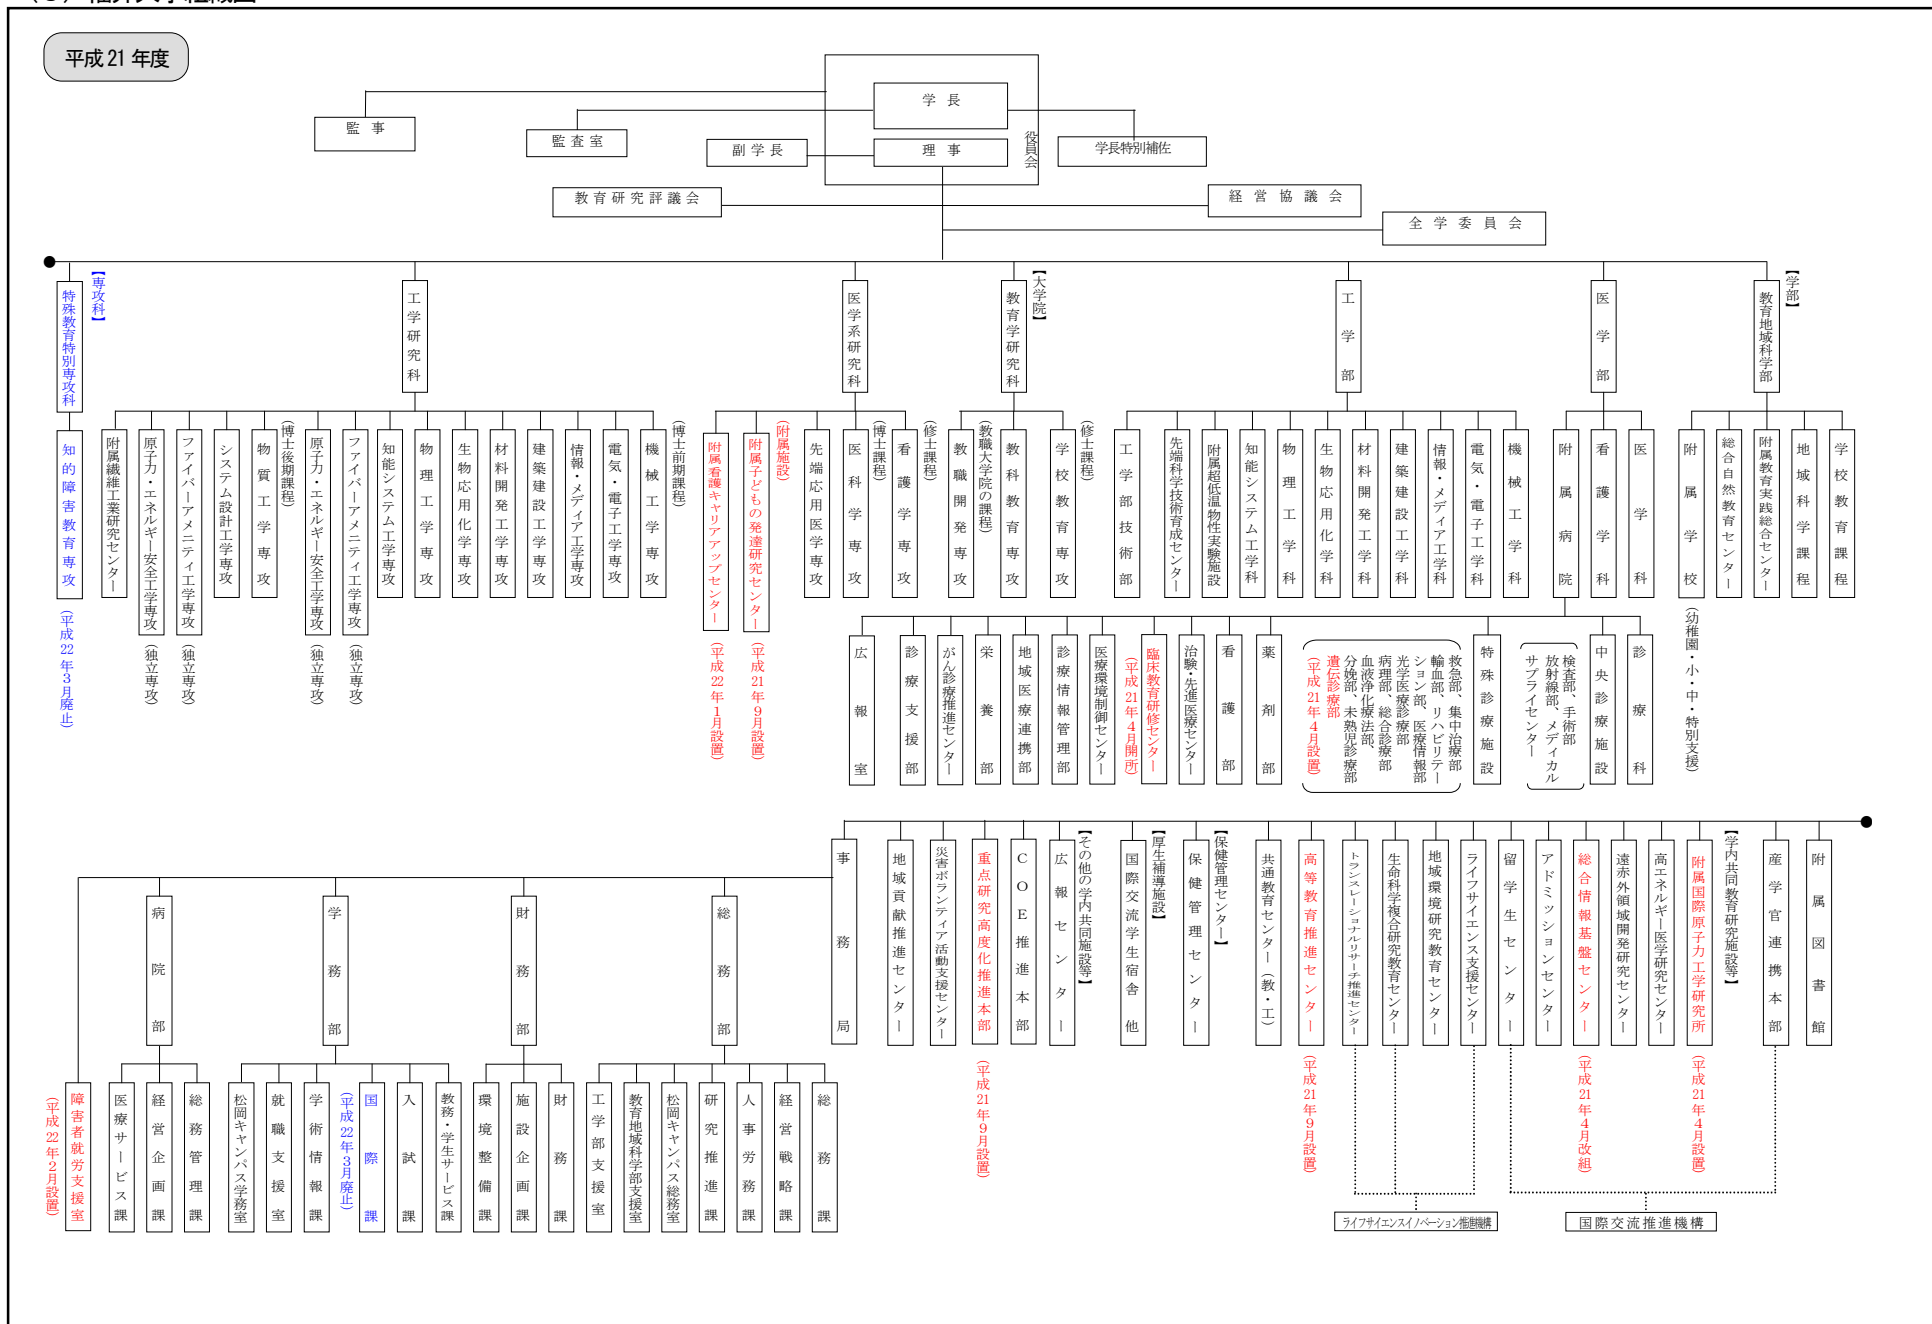 平成21年度
学長
役員会
監事
監査室
副学長
理事
学長特別補佐
教育研究評議会
経営協議会
全学委員会
【学部】
教育地域科学部
学校教育課程
地域科学課程
附属教育実践総合センター
総合自然教育センター
附属学校
(幼稚園・小・中・特別支援)
医学部
医学科
看護学科
附属病院
診療科
中央診療施設
検査部、手術部
放射線部、メディカル
サプライセンター
特殊診療施設
救急部、集中治療部
輸血部、リハビリテー
ション部、医療情報部
光学医療診療部
病理部、総合診療部
血液浄化療法部、
分娩部、未熟児診療部
遺伝診療部
(平成21年4月設置)
薬剤部
看護部
治験・先進医療センター
臨床教育研修センター
(平成21年4月開所)
医療環境制御センター
診療情報管理部
地域医療連携部
栄養部
がん診療推進センター
診療支援部
広報室
工学部
機械工学科
電気・電子工学科
情報・メディア工学科
建築建設工学科
材料開発工学科
生物応用化学科
物理工学科
知能システム工学科
附属超低温物性実験施設
先端科学技術育成センター
工学部技術部
【大学院】
教育学研究科
(修士課程)
学校教育専攻
教科教育専攻
(教職大学院の課程)
教職開発専攻
医学系研究科
(修士課程)
看護学専攻
(博士課程)
医科学専攻
先端応用医学専攻
(附属施設)
附属子どもの発達研究センター
(平成21年9月設置)
附属看護キャリアアップセンター
(平成22年1月設置)
工学研究科
(博士前期課程)
機械工学専攻
電気・電子工学専攻
情報・メディア工学専攻
建築建設工学専攻
材料開発工学専攻
生物応用化学専攻
物理工学専攻
知能システム工学専攻
ファイバーアメニティ工学専攻
(独立専攻)
原子力・エネルギー安全工学専攻
(独立専攻)
(博士後期課程)
物質工学専攻
システム設計工学専攻
ファイバーアメニティ工学専攻
(独立専攻)
原子力・エネルギー安全工学専攻
(独立専攻)
附属繊維工業研究センター
【専攻科】
特殊教育特別専攻科
知的障害教育専攻
(平成22年3月廃止)
附属図書館
産学官連携本部
【学内共同教育研究施設等】
附属国際原子力工学研究所
(平成21年4月設置)
高エネルギー医学研究センター
遠赤外領域開発研究センター
総合情報基盤センター
(平成21年4月改組)
アドミッションセンター
留学生センター
ライフサイエンス支援センター
地域環境研究教育センター
生命科学複合研究教育センター
トランスレーショナルリサーチ推進センター
高等教育推進センター
(平成21年9月設置)
共通教育センター(教・工)
【保健管理センター】
保健管理センター
【厚生補導施設】
国際交流学生宿舎 他
【その他の学内共同施設等】
広報センター
COE推進本部
重点研究高度化推進本部
(平成21年9月設置)
災害ボランティア活動支援センター
地域貢献推進センター
事務局
総務部
総務課
経営戦略課
人事労務課
研究推進課
松岡キャンパス総務室
教育地域科学部支援室
工学部支援室
財務部
財務課
施設企画課
環境整備課
学務部
教務・学生サービス課
入試課
国際課
(平成22年3月廃止)
学術情報課
就職支援室
松岡キャンパス学務室
病院部
総務管理課
経営企画課
医療サービス課
障害者就労支援室
(平成22年2月設置)
ライフサイエンスイノベーション推進機構
国際交流推進機構